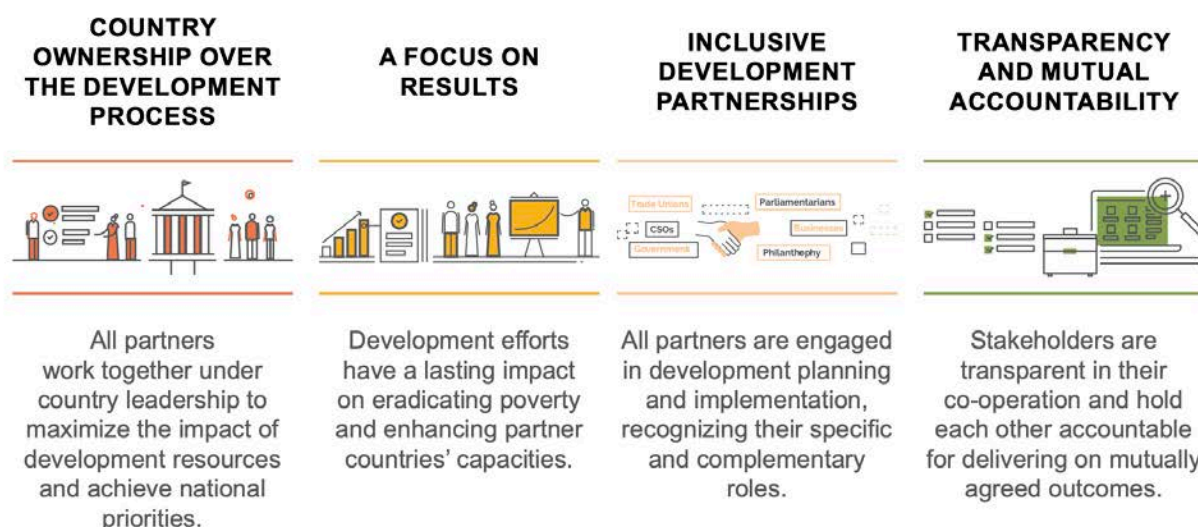 COUNTRY
OWNERSHIP OVER
THE DEVELOPMENT
PROCESS
A FOCUS ON
RESULTS
INCLUSIVE
DEVELOPMENT
PARTNERSHIPS
TRANSPARENCY
AND MUTUAL
ACCOUNTABILITY
Trade Unions
CSOs
Government
Parliamentarians
Businesses
Philanthephy
All partners
work together under
country leadership to
maximize the impact of
development resources
and achieve national
priorities.
Development efforts
have a lasting impact
on eradicating poverty
and enhancing partner
countries’ capacities.
All partners are engaged
in development planning
and implementation,
recognizing their specific
and complementary
roles.
Stakeholders are
transparent in their
co-operation and hold
each other accountable
for delivering on mutually
agreed outcomes.